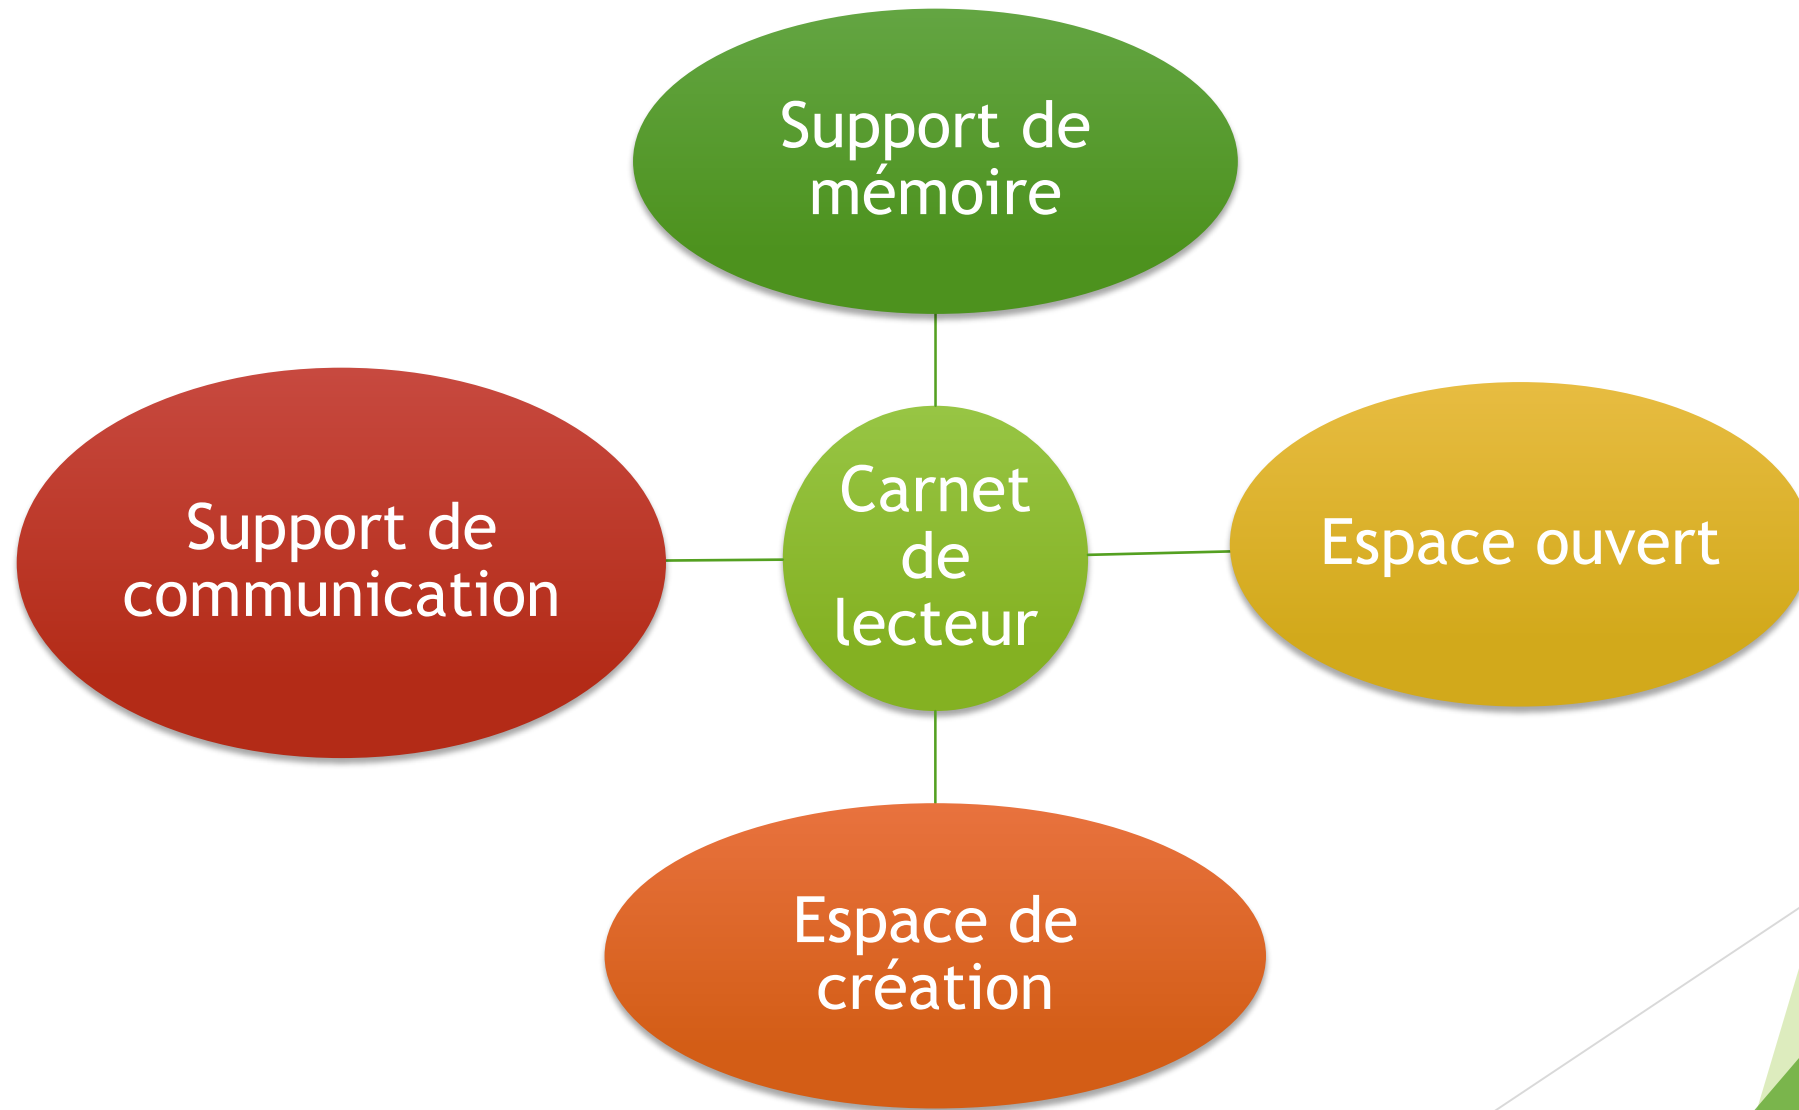 Support de
mémoire
Support de
communication
Carnet
de
lecteur
Espace ouvert
Espace de
création